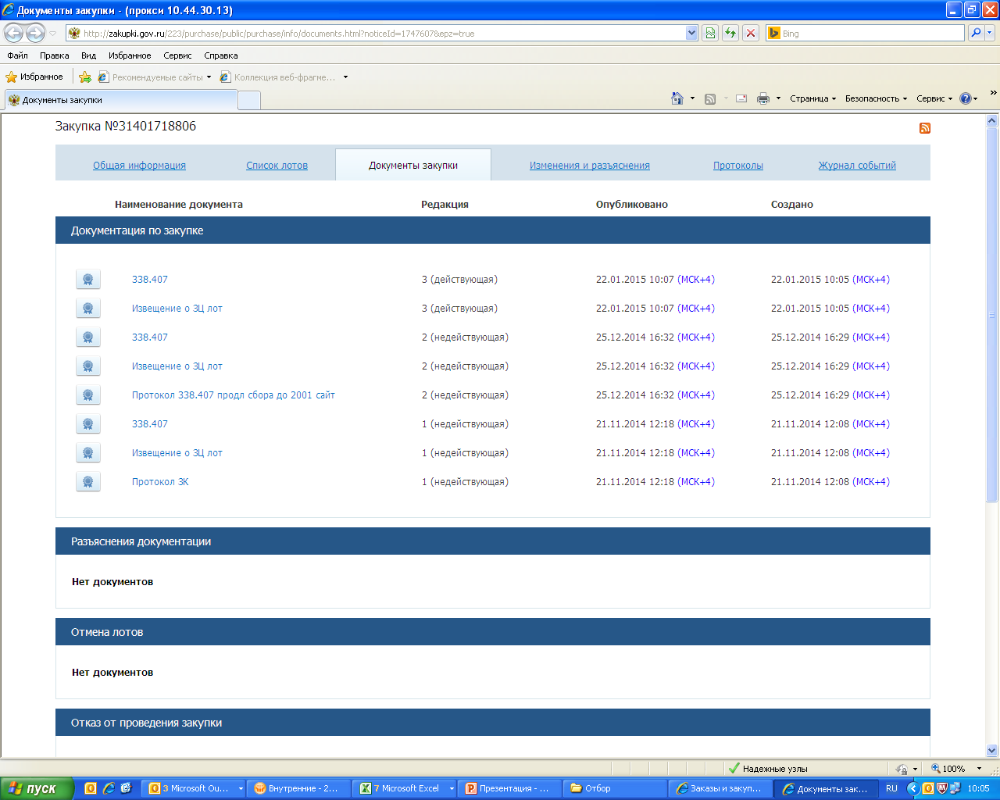 Документы закупки - (прокси 10.44.30.13)
http://zakupki.gov.ru/223/purchase/public/purchase/info/documents.html?noticeId=1747607&epz=true
Bing
Файл Правка Вид Избранное Сервис Справка
Избранное Рекомендуемые сайты Коллекция веб-фрагме...
Документы закупки Страница Безопасность Сервис »
Закупка №31401718806
Общая информация Список лотов Документы закупки Изменения и разъяснения Протоколы Журнал событий
Наименование документа Редакция Опубликовано Создано
Документация по закупке
338.407 3 (действующая) 22.01.2015 10:07 (МСК+4) 22.01.2015 10:05 (МСК+4)
Извещение о ЗЦ лот 3 (действующая) 22.01.2015 10:07 (МСК+4) 22.01.2015 10:05 (МСК+4)
338.407 2 (недействующая) 25.12.2014 16:32 (МСК+4) 25.12.2014 16:29 (МСК+4)
Извещение о ЗЦ лот 2 (недействующая) 25.12.2014 16:32 (МСК+4) 25.12.2014 16:29 (МСК+4)
Протокол 338.407 продл сбора до 2001 сайт 2 (недействующая) 25.12.2014 16:32 (МСК+4) 25.12.2014 16:29 (МСК+4)
338.407 1 (недействующая) 21.11.2014 12:18 (МСК+4) 21.11.2014 12:08 (МСК+4)
Извещение о ЗЦ лот 1 (недействующая) 21.11.2014 12:18 (МСК+4) 21.11.2014 12:08 (МСК+4)
Протокол ЗК 1 (недействующая) 21.11.2014 12:18 (МСК+4) 21.11.2014 12:08 (МСК+4)
Разъяснения документации
Нет документов
Отмена лотов
Нет документов
Отказ от проведения закупки
Надежные узлы 100%
пуск 3 Microsoft Ou... Внутренние - 2... 7 Microsoft Excel Презентация - ... Отбор Заказы и закуп... Документы зак... RU 10:05